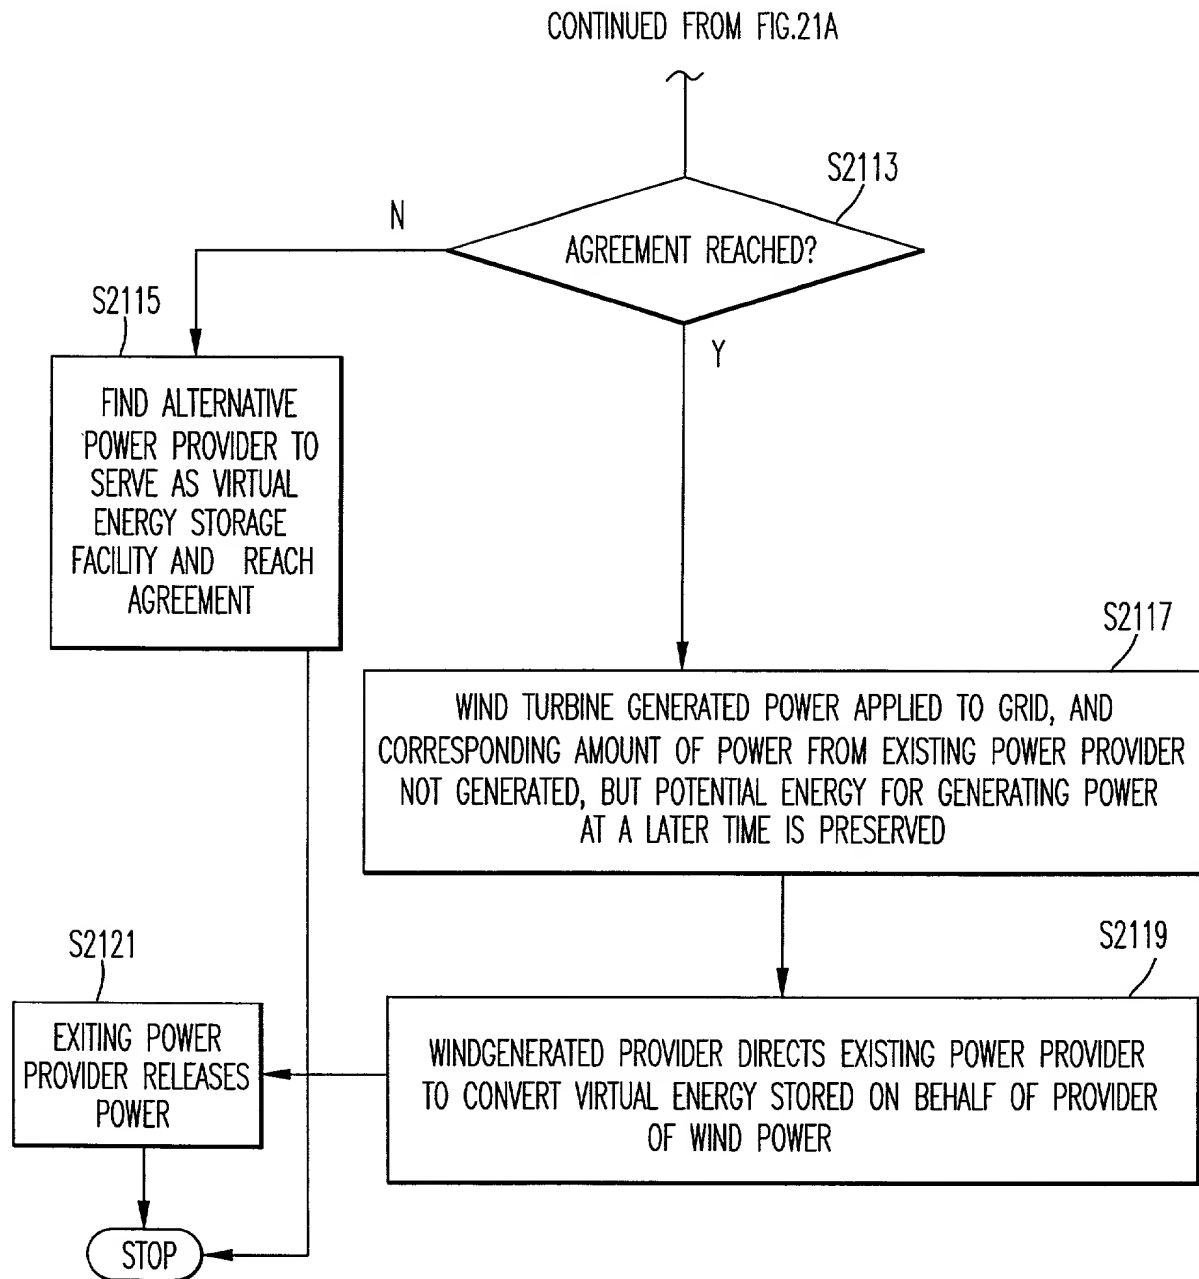 CONTINUED FROM FIG.21A
S2113
N
AGREEMENT REACHED?
S2115
Y
FIND ALTERNATIVE
POWER PROVIDER TO
SERVE AS VIRTUAL
ENERGY STORAGE
FACILITY AND REACH
AGREEMENT
S2117
WIND TURBINE GENERATED POWER APPLIED TO GRID, AND
CORRESPONDING AMOUNT OF POWER FROM EXISTING POWER PROVIDER
NOT GENERATED, BUT POTENTIAL ENERGY FOR GENERATING POWER
AT A LATER TIME IS PRESERVED
S2119
WINDGENERATED PROVIDER DIRECTS EXISTING POWER PROVIDER
TO CONVERT VIRTUAL ENERGY STORED ON BEHALF OF PROVIDER
OF WIND POWER
S2121
EXITING POWER
PROVIDER RELEASES
POWER
STOP